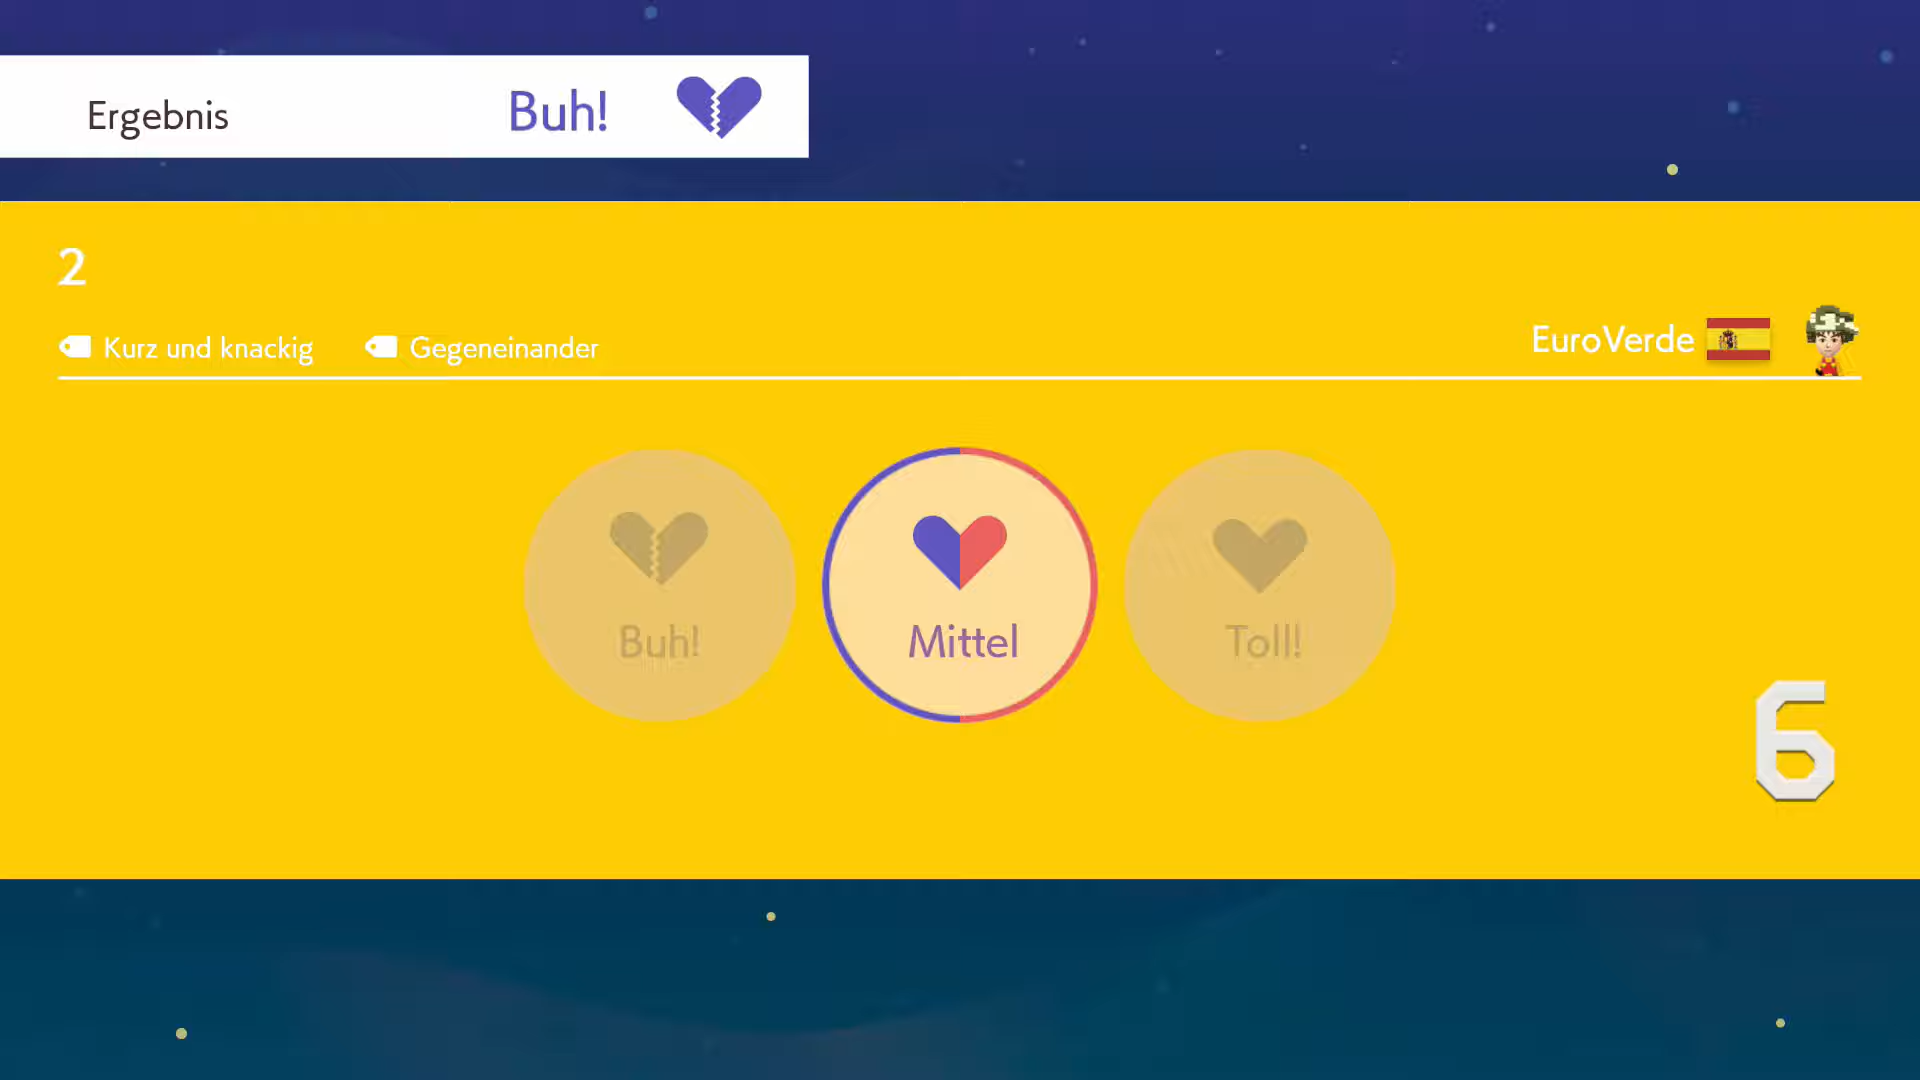 Ergebnis Buh!
2
Kurz und knackig Gegeneinander EuroVerde
Buh! Mittel Toll!
6